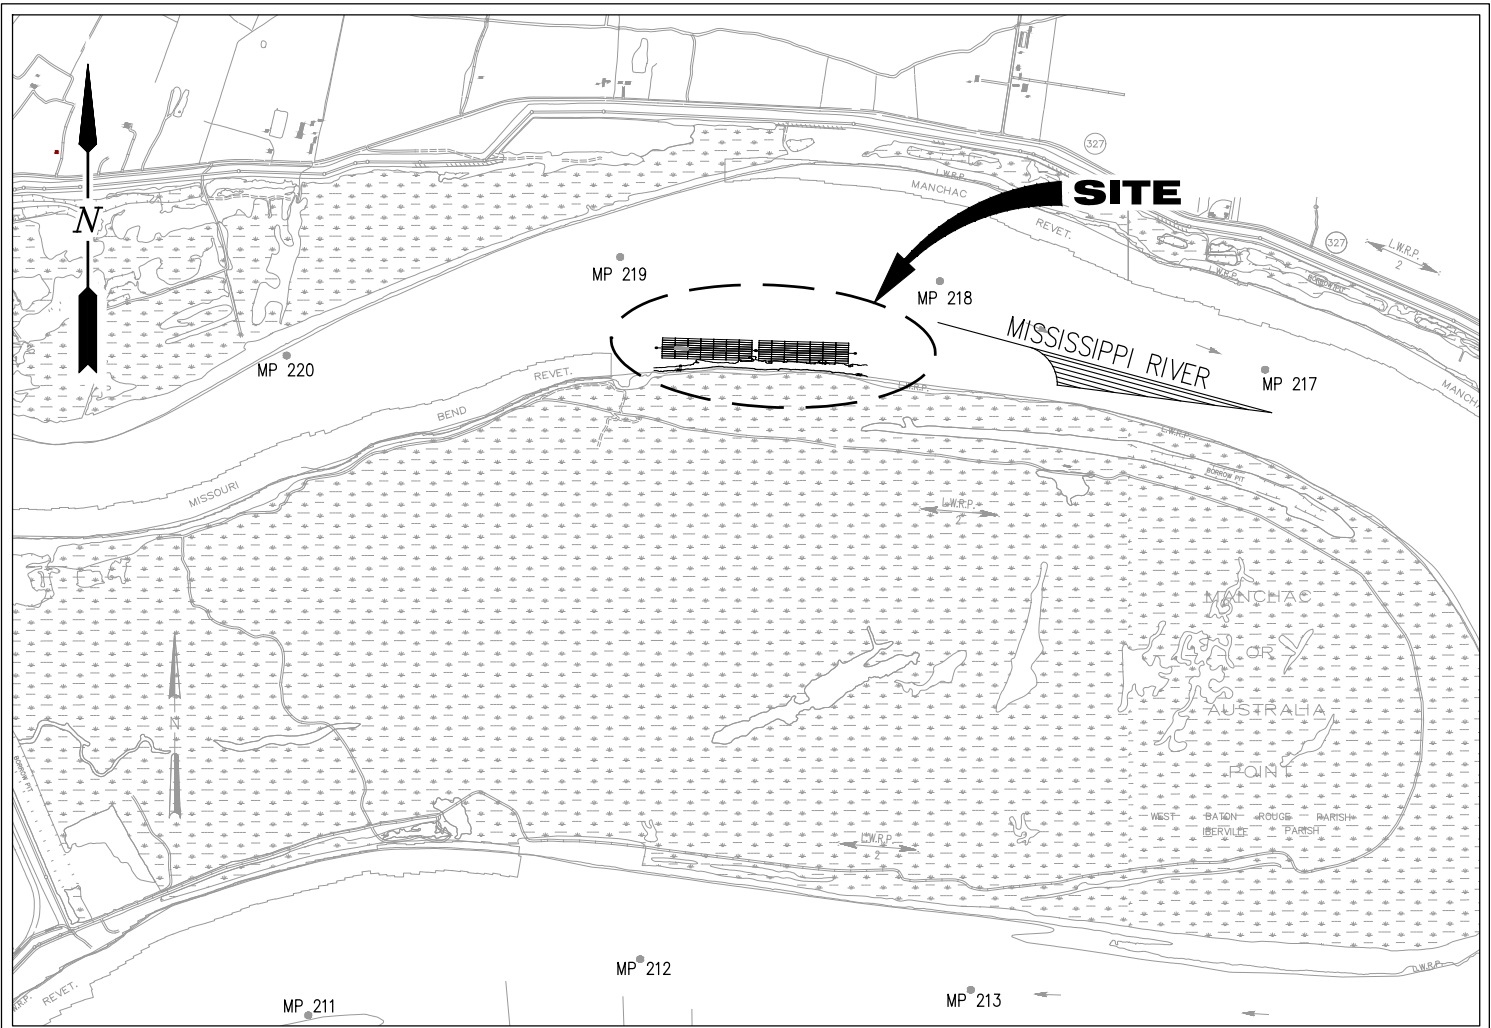 327
L.W.R.P.
MANCHAC
SITE
N
REVET.
327
L.W.R.P.
2
MP 219
L.W.R.P.
BORROW PIT
MP 218
MISSISSIPPI RIVER
MP 220
REVET.
MP 217
L.W.R.P.
BEND
L.W.R.P.
BORROW PIT
MISSOURI
L.W.R.P.
2
MANCHAC
OR
N
AUSTRALIA
BORROW PIT
POINT
WEST BATON ROUGE PARISH
IBERVILLE PARISH
L.W.R.P.
2
MP 212
L.W.R.P.
REVET.
MP 211
MP 213